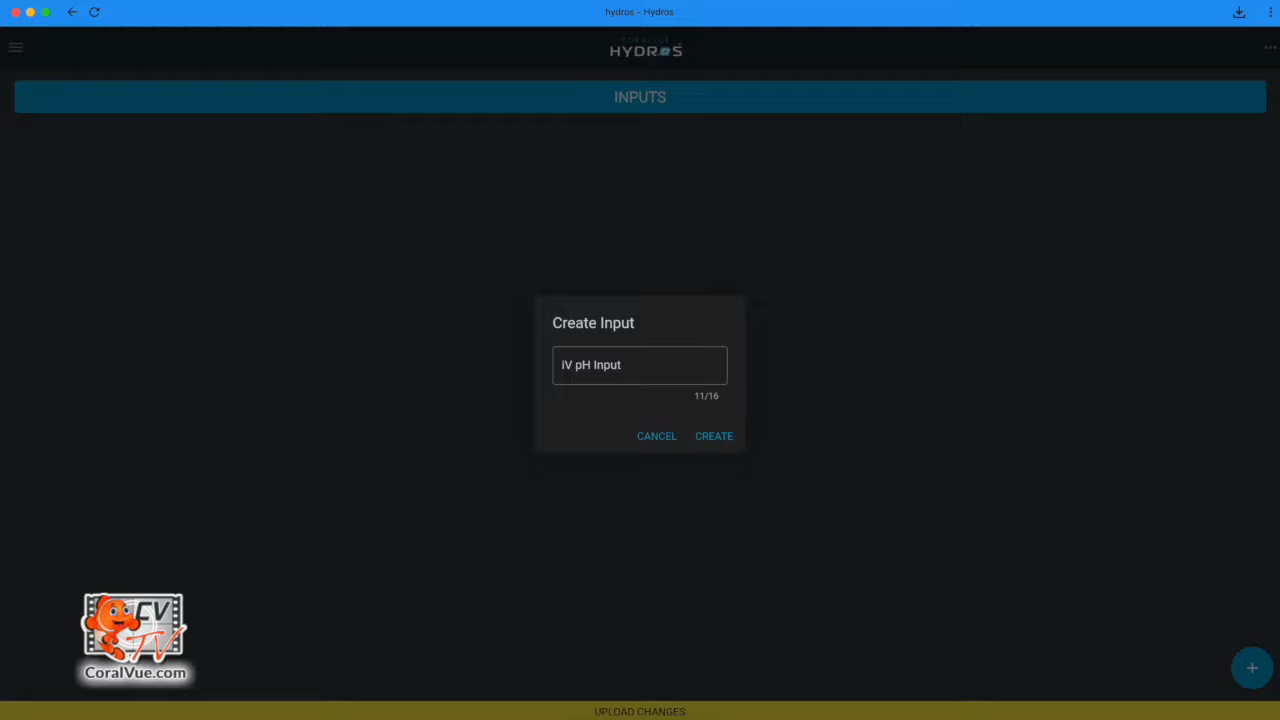 hydros - Hydros
CORALVUE
HYDROS
INPUTS
Create Input
iV pH Input
11/16
CANCEL
CREATE
CV
TV
CoralVue.com
UPLOAD CHANGES